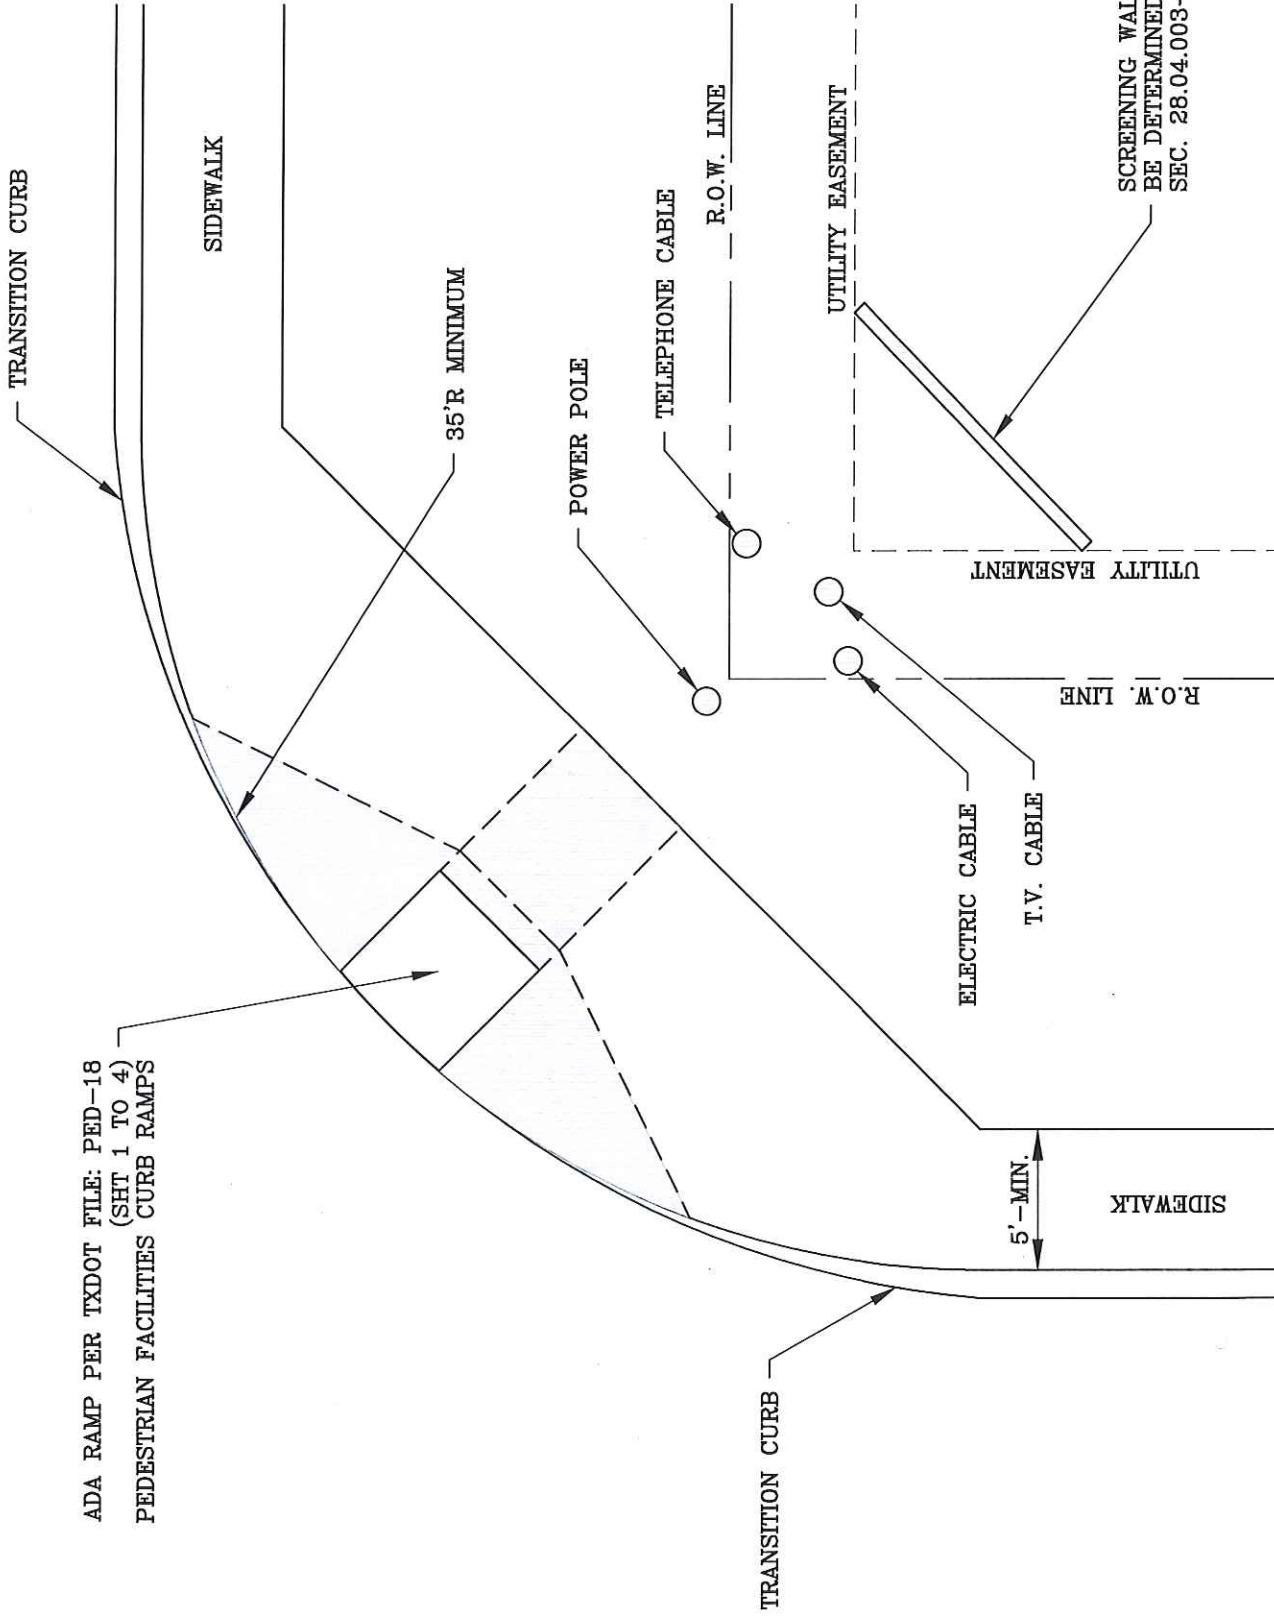 TRANSITION CURB
SIDEWALK
35'R MINIMUM
ADA RAMP PER TXDOT FILE: PED-18
(SHT 1 TO 4)
PEDESTRIAN FACILITIES CURB RAMPS
POWER POLE
TELEPHONE CABLE
R.O.W. LINE
UTILITY EASEMENT
SCREENING WAL
BE DETERMINED
SEC. 28.04.003-
UTILITY EASEMENT
R.O.W. LINE
ELECTRIC CABLE
T.V. CABLE
5'-MIN.
SIDEWALK
TRANSITION CURB